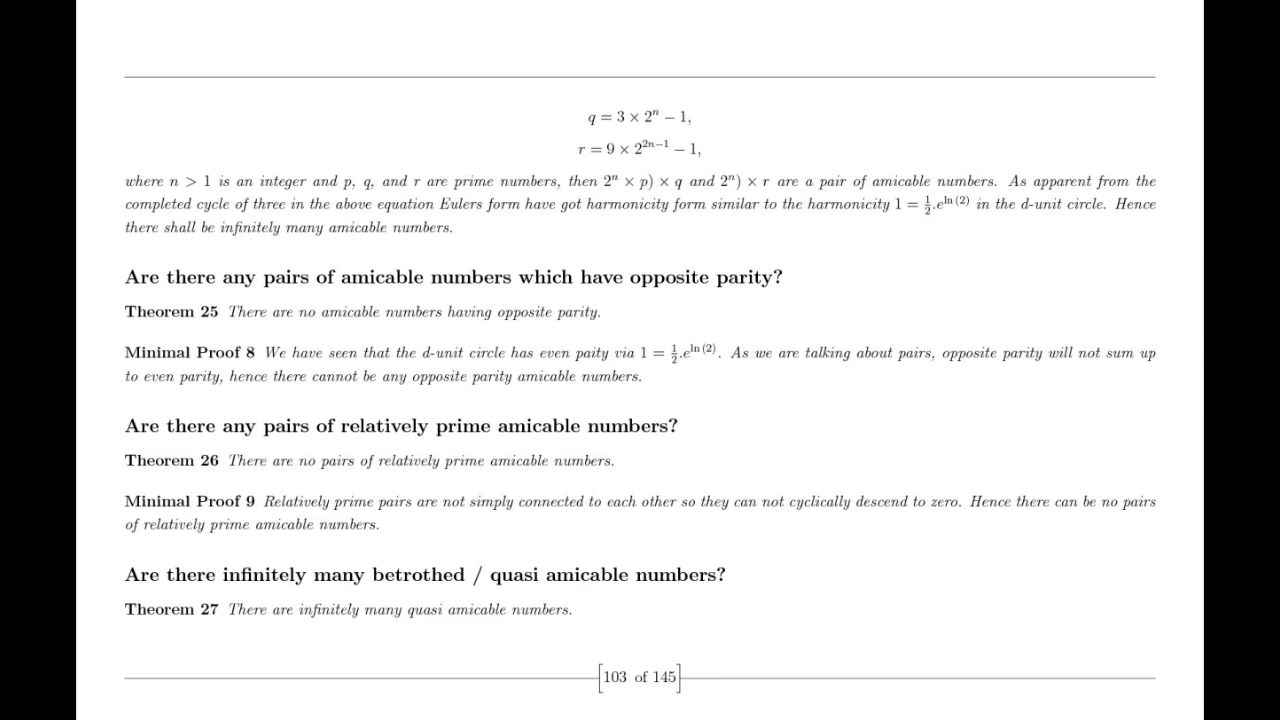 q = 3 × 2ⁿ − 1,
r = 9 × 2²ⁿ⁻¹ − 1,
where n > 1 is an integer and p, q, and r are prime numbers, then 2ⁿ × p) × q and 2ⁿ) × r are a pair of amicable numbers. As apparent from the
completed cycle of three in the above equation Eulers form have got harmonicity form similar to the harmonicity 1 = ½.e^{ln (2)} in the d-unit circle. Hence
there shall be infinitely many amicable numbers.
Are there any pairs of amicable numbers which have opposite parity?
Theorem 25 There are no amicable numbers having opposite parity.
Minimal Proof 8 We have seen that the d-unit circle has even paity via 1 = ½.e^{ln (2)}. As we are talking about pairs, opposite parity will not sum up
to even parity, hence there cannot be any opposite parity amicable numbers.
Are there any pairs of relatively prime amicable numbers?
Theorem 26 There are no pairs of relatively prime amicable numbers.
Minimal Proof 9 Relatively prime pairs are not simply connected to each other so they can not cyclically descend to zero. Hence there can be no pairs
of relatively prime amicable numbers.
Are there infinitely many betrothed / quasi amicable numbers?
Theorem 27 There are infinitely many quasi amicable numbers.
[103 of 145]